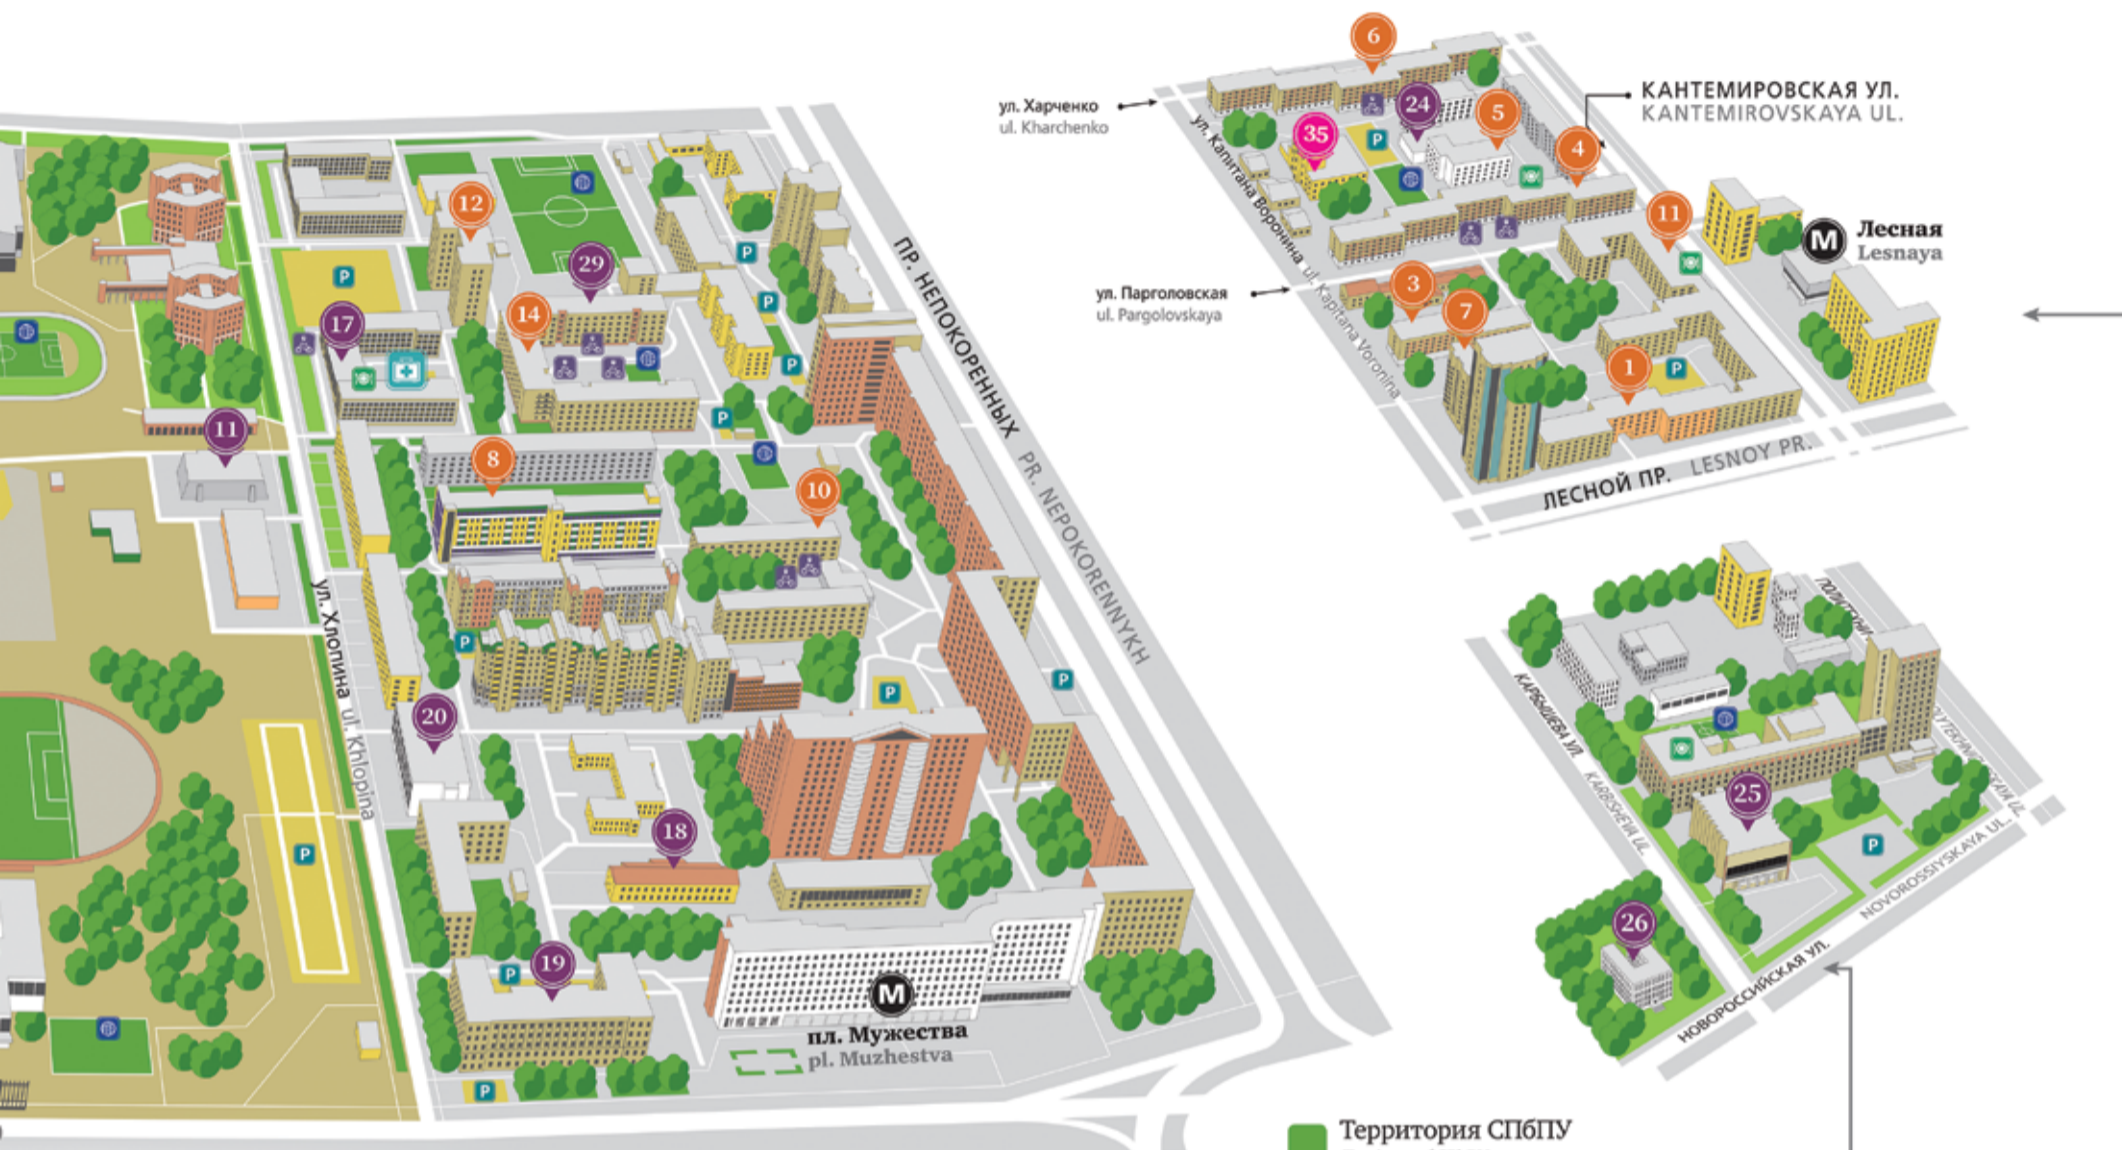 6
ул. Харченко
ul. Kharchenko
КАНТЕМИРОВСКАЯ УЛ.
KANTEMIROVSKAYA UL.
24
5
35
P
4
ул. Капитана Воронина ul. Kapitana Voronina
11
M
Лесная
Lesnaya
ул. Парголовская
ul. Pargolovskaya
3
7
1
P
ЛЕСНОЙ ПР. LESNOY PR.
12
P
P
29
14
17
P
P
P
ПР. НЕПОКОРЕННЫХ PR. NEPOKORENNYKH
11
8
10
ул. Хлопина ul. Khlopina
P
P
P
20
18
P
19
P
M
пл. Мужества
pl. Muzhestva
P
КАРБЫШЕВА УЛ. KARBISHEVA UL.
25
P
26
НОВОРОССИЙСКАЯ УЛ. NOVOROSSIYSKAYA UL.
Территория СПбПУ